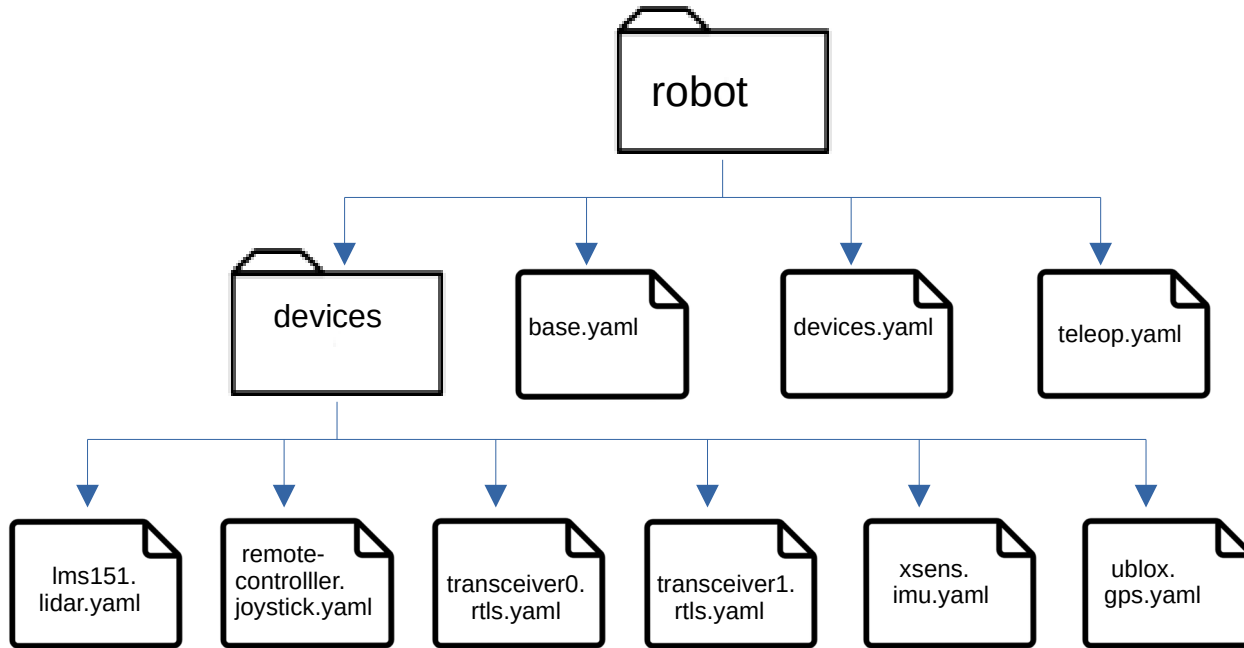 robot
devices
base.yaml
devices.yaml
teleop.yaml
lms151.
lidar.yaml
remote-
controlller.
joystick.yaml
transceiver0.
rtls.yaml
transceiver1.
rtls.yaml
xsens.
imu.yaml
ublox.
gps.yaml